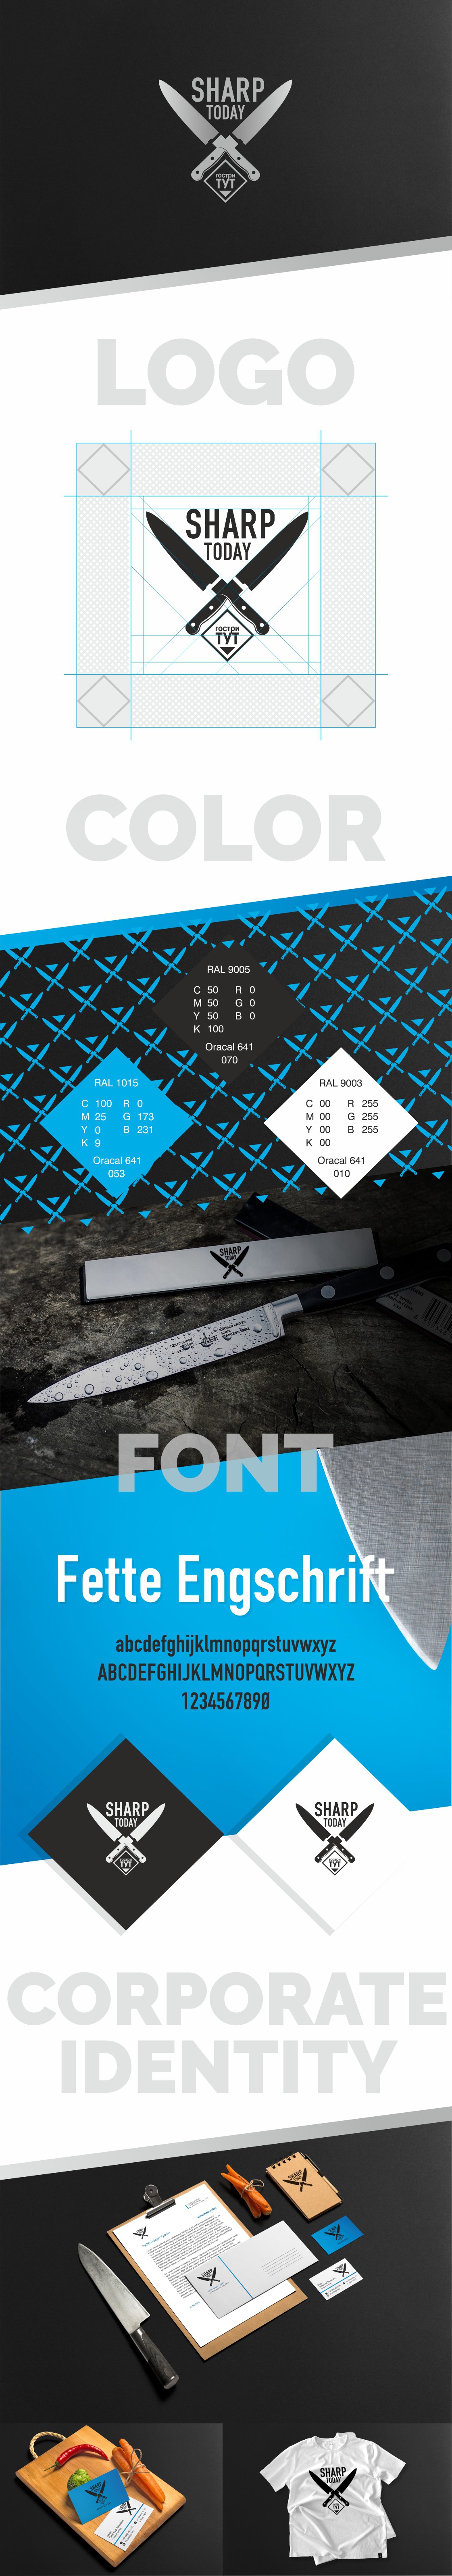 SHARP
TODAY
ГОСТРИ
ТУТ
LOGO
SHARP
TODAY
ГОСТРИ
ТУТ
COLOR
RAL 9005
C 50 R 0
M 50 G 0
Y 50 B 0
K 100
Oracal 641
070
RAL 1015
C 100 R 0
M 25 G 173
Y 0 B 231
K 9
Oracal 641
053
RAL 9003
C 00 R 255
M 00 G 255
Y 00 B 255
K 00
Oracal 641
010
SHARP
TODAY
FONT
Fette Engschrift
abcdefghijklmnopqrstuvwxyz
ABCDEFGHIJKLMNOPQRSTUVWXYZ
1234567890
SHARP
TODAY
ГОСТРИ
ТУТ
SHARP
TODAY
ГОСТРИ
ТУТ
CORPORATE
IDENTITY
SHARP
TODAY
ТУТ